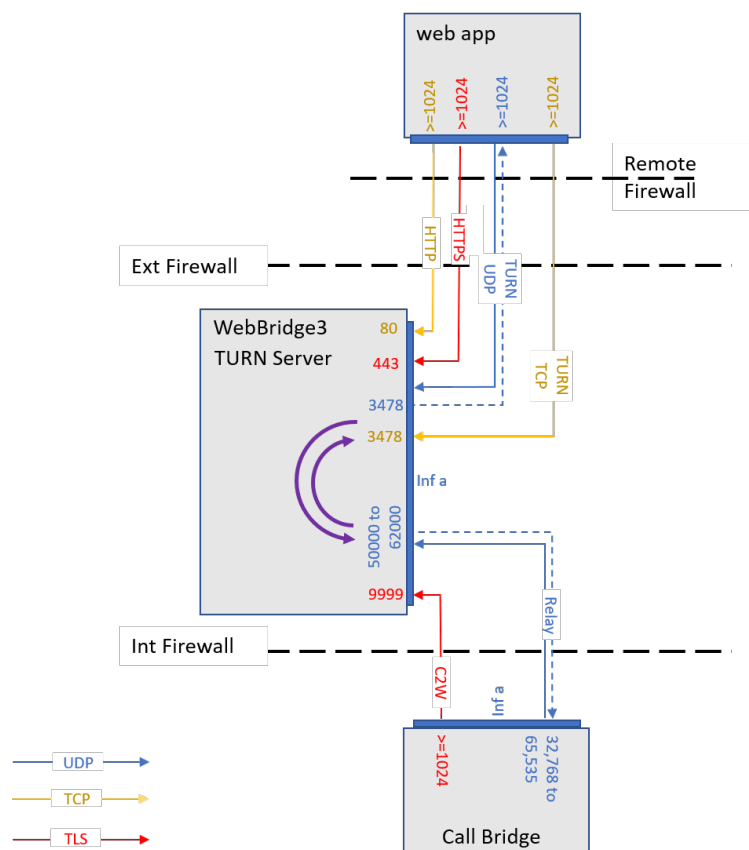 web app
>=1024
>=1024
>=1024
>=1024
Remote
Firewall
HTTP
HTTPS
TURN
UDP
Ext Firewall
WebBridge3
TURN Server
80
443
3478
3478
TURN
TCP
Inf a
50000 to
62000
9999
Relay
Int Firewall
C2W
Inf a
>=1024
32,768 to
65,535
Call Bridge
UDP
TCP
TLS